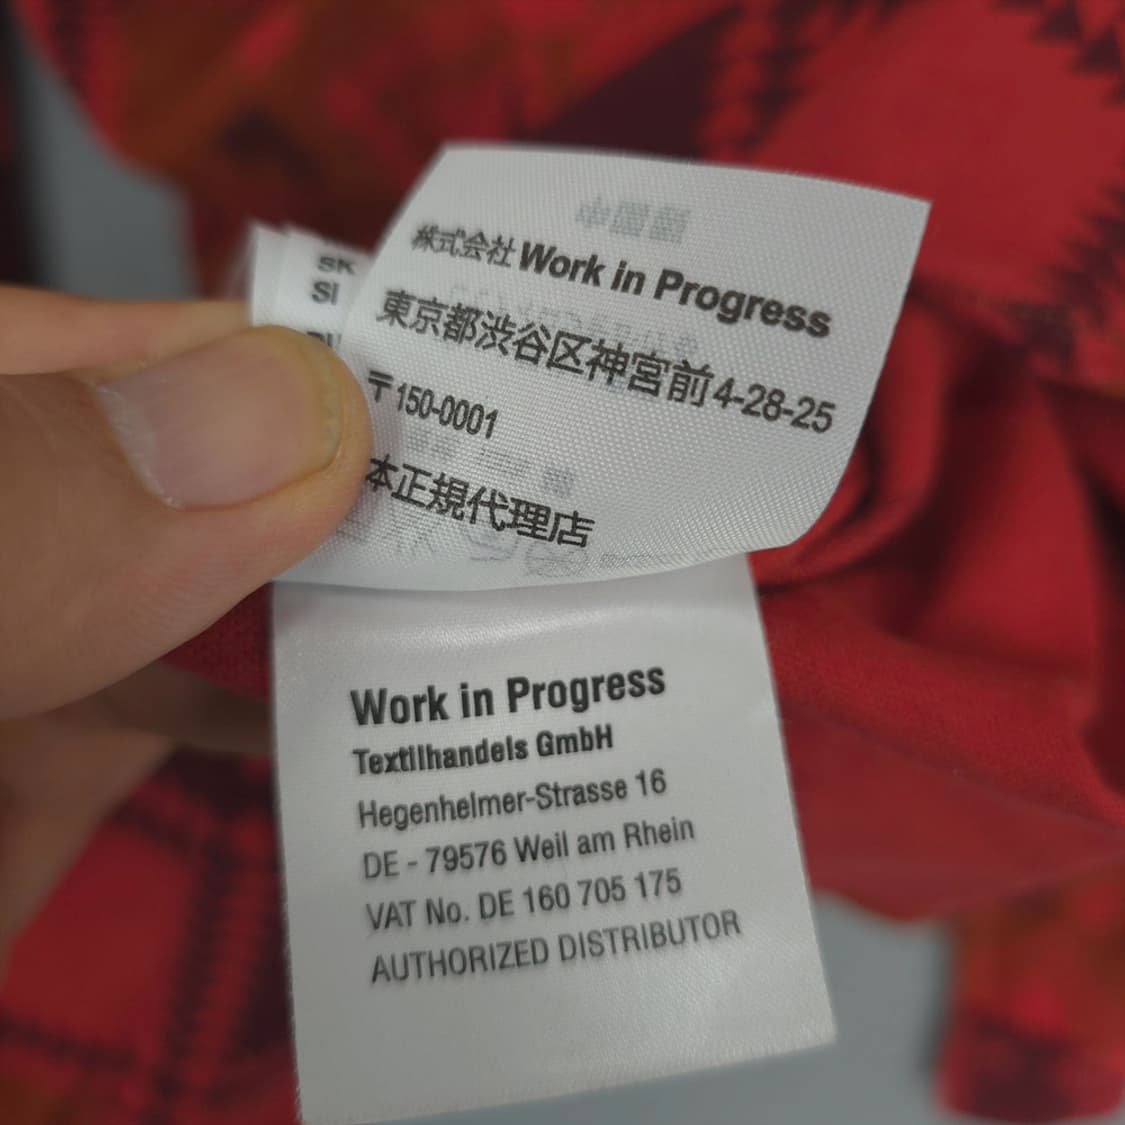 SK
SI
株式会社 Work in Progress
東京都渋谷区神宮前 4-28-25
〒150-0001
本正規代理店
Work in Progress
Textilhandels GmbH
Hegenheimer-Strasse 16
DE - 79576 Weil am Rhein
VAT No. DE 160 705 175
AUTHORIZED DISTRIBUTOR